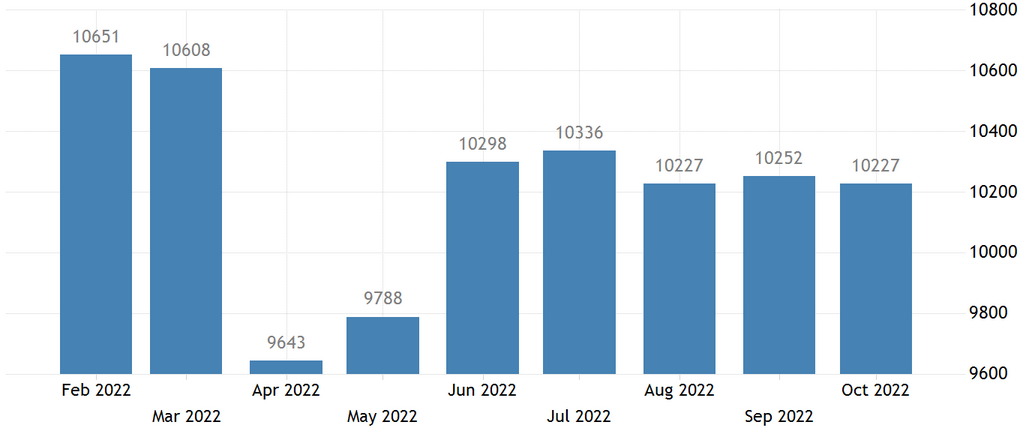 10800
10651
10608
10600
10400
10336
10298
10252
10227
10227
10200
10000
9788
9800
9643
9600
Feb 2022
Apr 2022
Jun 2022
Aug 2022
Oct 2022
Mar 2022
May 2022
Jul 2022
Sep 2022